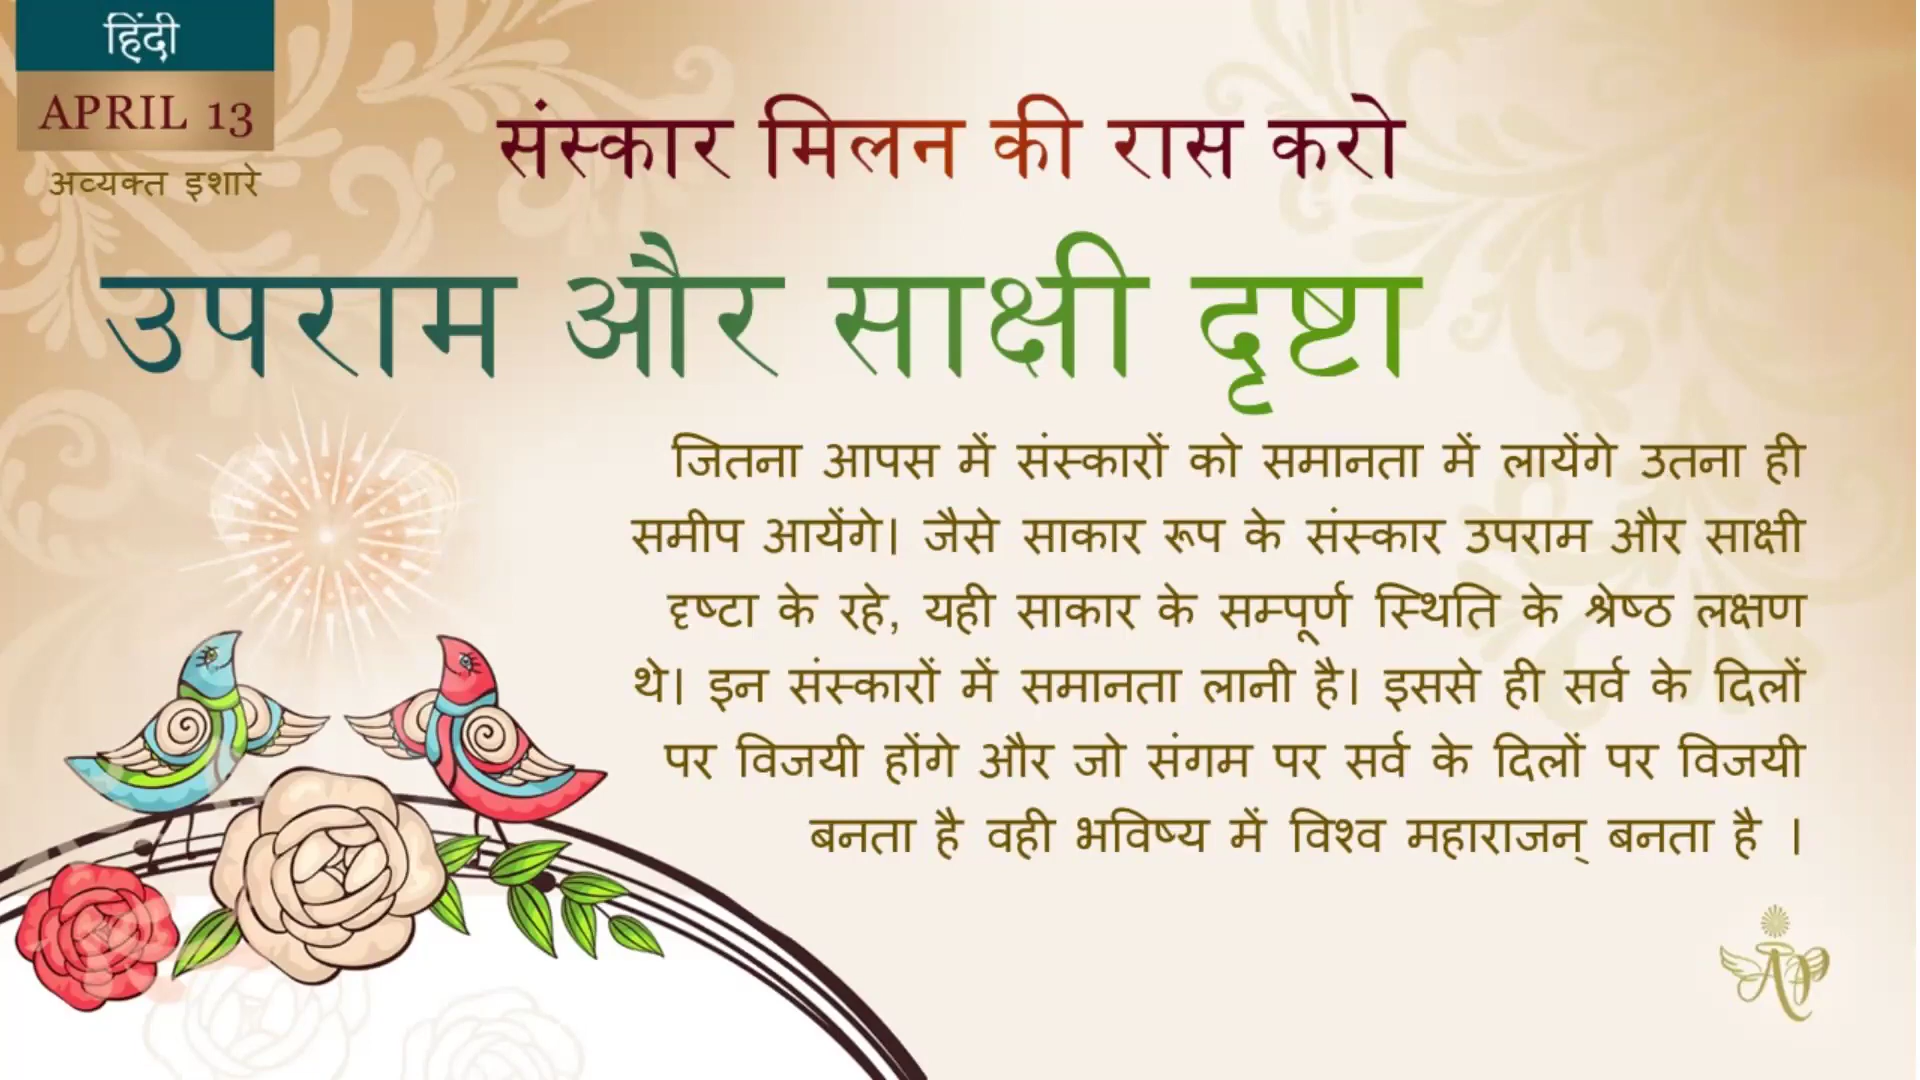 हिंदी
APRIL 13
अव्यक्त इशारे
संस्कार मिलन की रास करो
उपराम और साक्षी दृष्टा
जितना आपस में संस्कारों को समानता में लायेंगे उतना ही
समीप आयेंगे। जैसे साकार रूप के संस्कार उपराम और साक्षी
दृष्टा के रहे, यही साकार के सम्पूर्ण स्थिति के श्रेष्ठ लक्षण
थे। इन संस्कारों में समानता लानी है। इससे ही सर्व के दिलों
पर विजयी होंगे और जो संगम पर सर्व के दिलों पर विजयी
बनता है वही भविष्य में विश्व महाराजन् बनता है ।